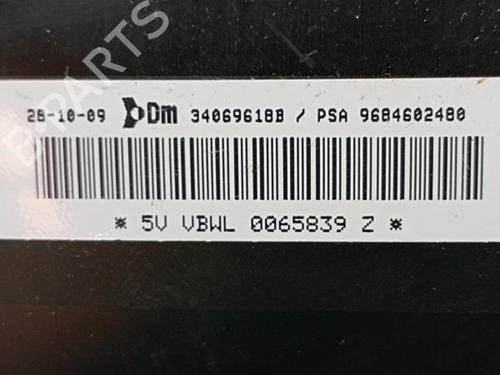 28-10-09 Dm 34069618B / PSA 9684602480
* 5V VBWL 0065839 Z *
B-PARTS